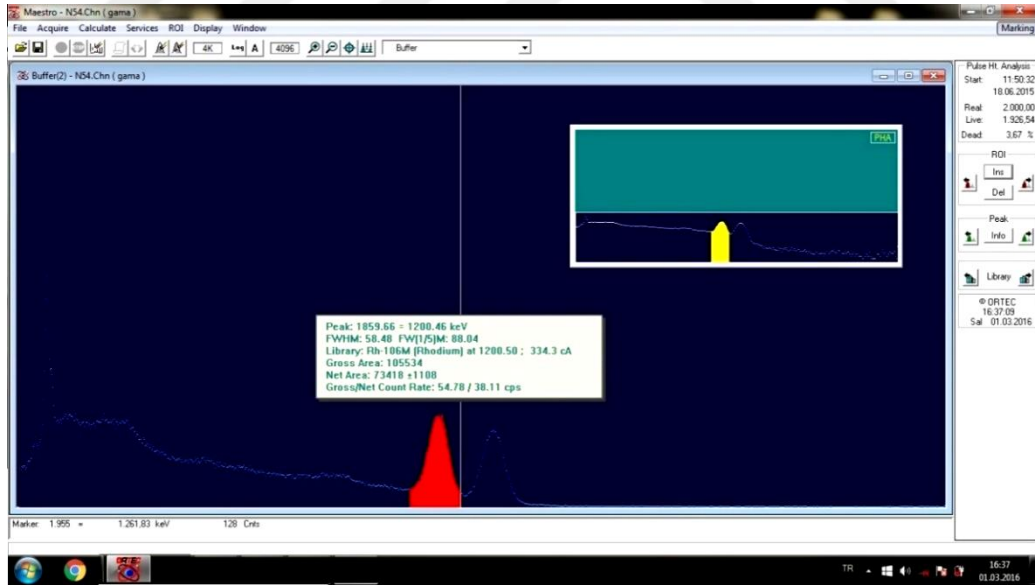 Maestro - N54.Chn ( gama )
File Acquire Calculate Services ROI Display Window
Marking
4K Log A 4096 Buffer
Buffer(2) - N54.Chn ( gama )
PHA
Peak: 1859.66 = 1200.46 keV
FWHM: 58.48 FW(1/5)M: 88.04
Library: Rh-106M [Rhodium] at 1200.50 ; 334.3 cA
Gross Area: 105534
Net Area: 73418 ±1108
Gross/Net Count Rate: 54.78 / 38.11 cps
Pulse Ht. Analysis
Start: 11:50:32
18.06.2015
Real: 2.000,00
Live: 1.926,54
Dead: 3,67 %
ROI
Ins
Del
Peak
Info
Library
© ORTEC
16:37:09
Sal 01.03.2016
Marker: 1.955 = 1.261,83 keV 128 Cnts
ORTEC
TR
16:37
01.03.2016